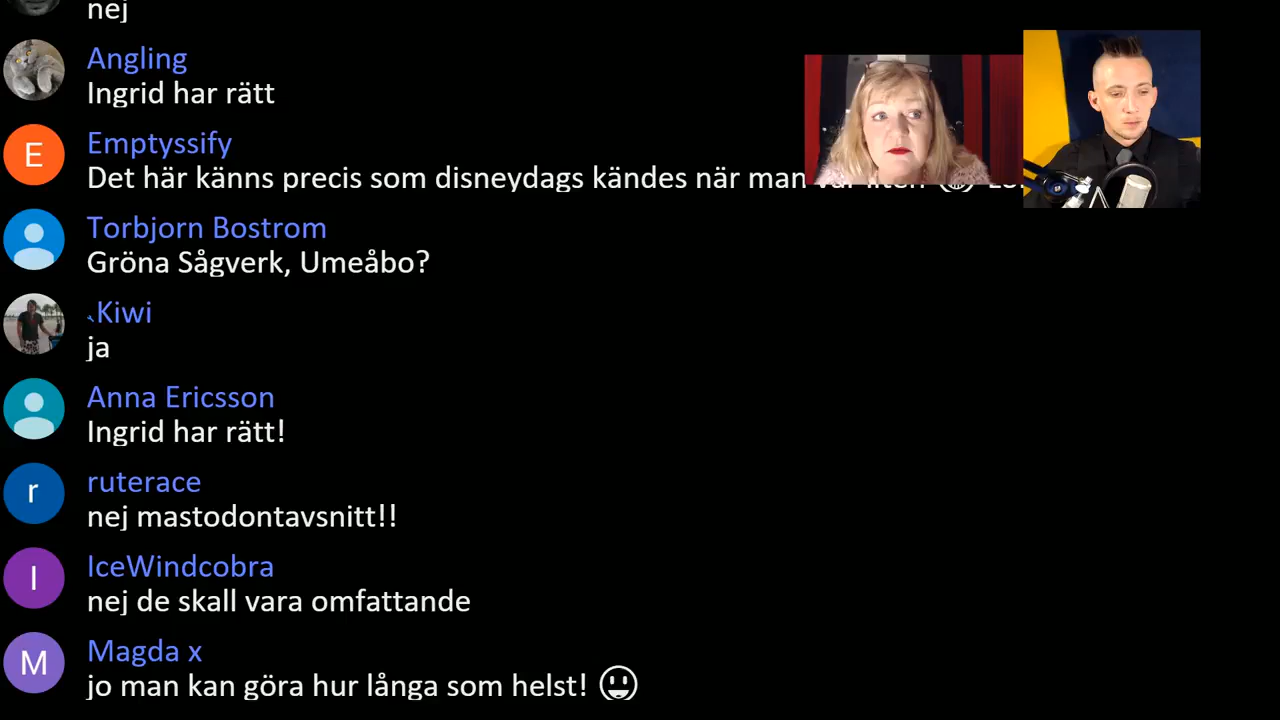 nej
Angling
Ingrid har rätt
E
Emptyssify
Det här känns precis som disneydags kändes när man
Torbjorn Bostrom
Gröna Sågverk, Umeåbo?
Kiwi
ja
Anna Ericsson
Ingrid har rätt!
r
ruterace
nej mastodontavsnitt!!
I
IceWindcobra
nej de skall vara omfattande
M
Magda x
jo man kan göra hur långa som helst! 😃